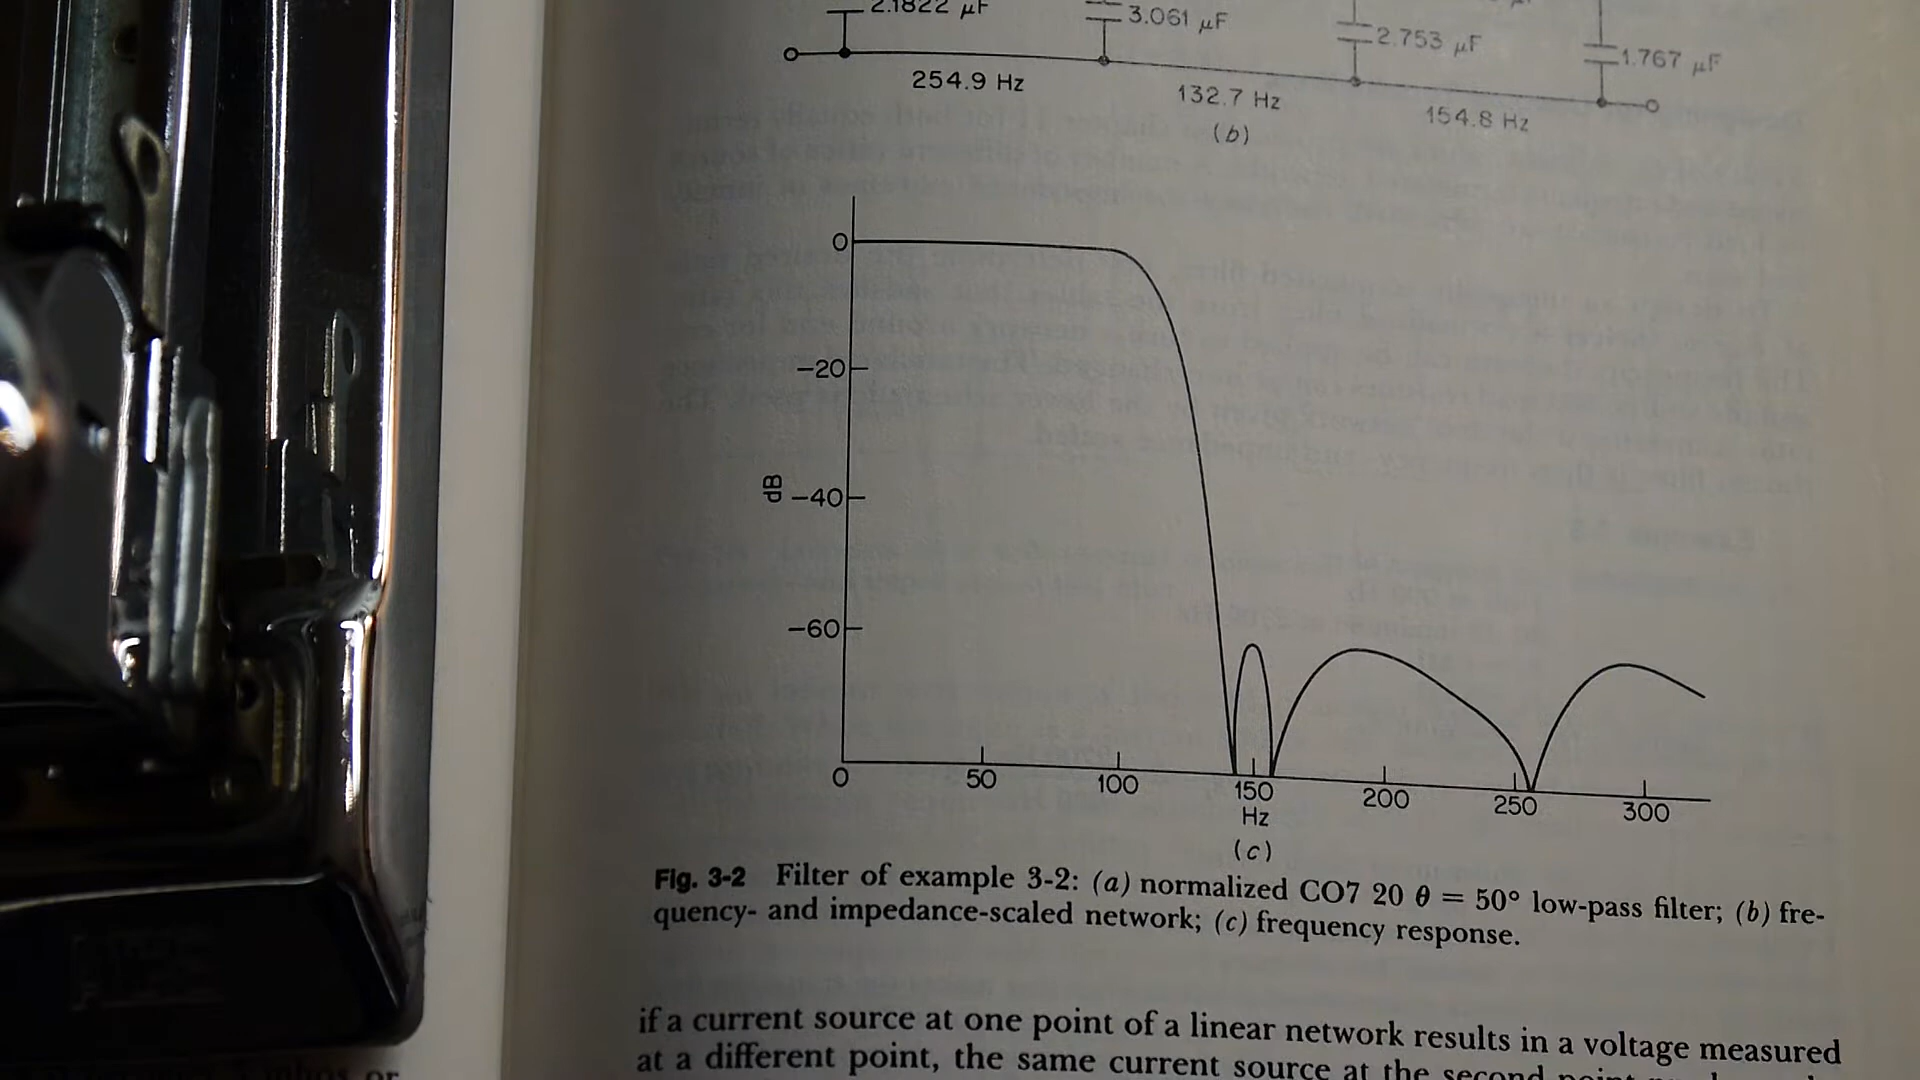 2.1822 μF
3.061 μF
2.753 μF
1.767 μF
254.9 Hz
132.7 Hz
154.8 Hz
(b)
0
−20
dB
−40
−60
0 50 100 150 200 250 300
Hz
(c)
Fig. 3-2 Filter of example 3-2: (a) normalized CO7 20 θ = 50° low-pass filter; (b) fre-
quency- and impedance-scaled network; (c) frequency response.
if a current source at one point of a linear network results in a voltage measured
at a different point, the same current source at the second point
or